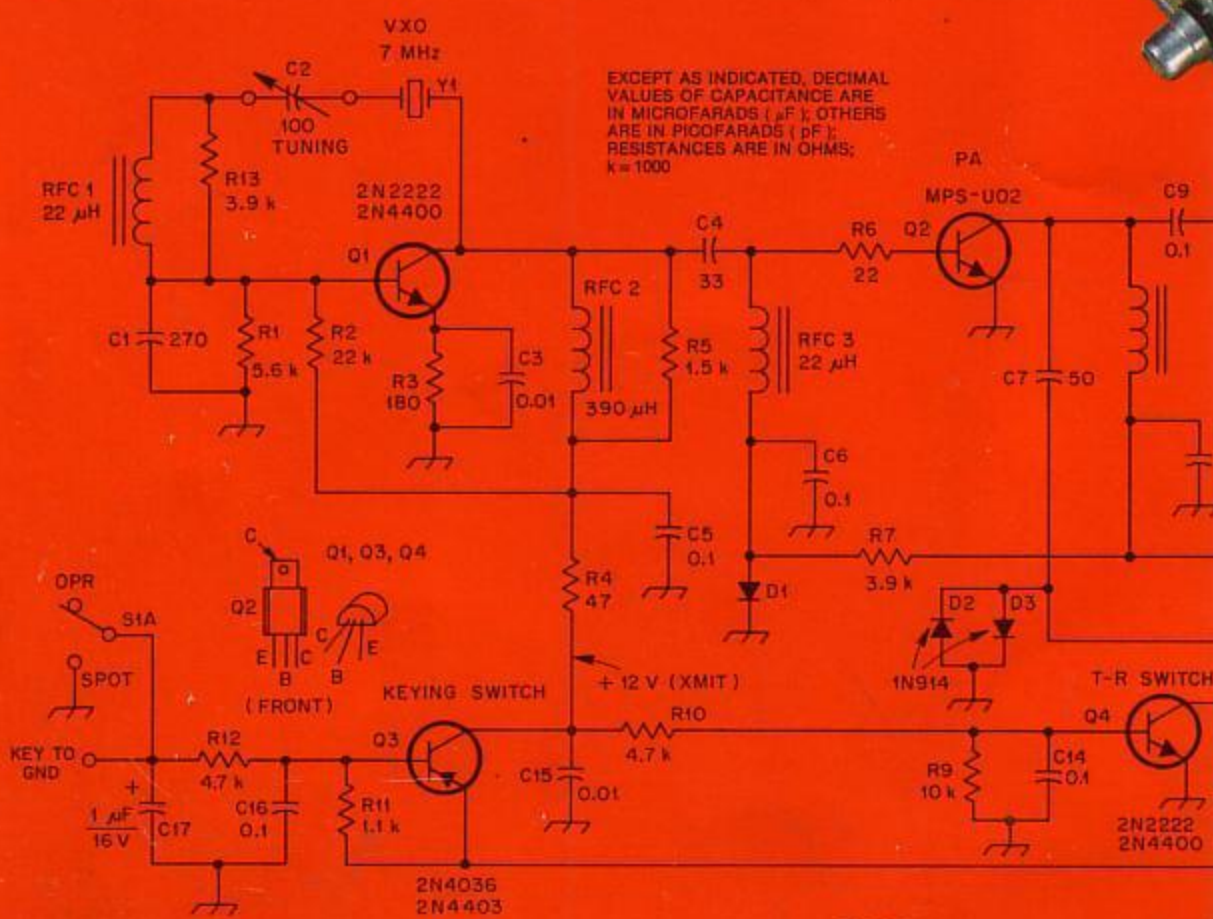 VXO
7 MHz
C2
Y1
100
TUNING
EXCEPT AS INDICATED, DECIMAL
VALUES OF CAPACITANCE ARE
IN MICROFARADS ( µF ); OTHERS
ARE IN PICOFARADS ( pF );
RESISTANCES ARE IN OHMS;
k = 1000
RFC 1
22 µH
R13
3.9 k
2N2222
2N4400
Q1
PA
MPS-U02
C9
0.1
C4
33
R6
22
Q2
RFC 2
390 µH
C1
270
R1
5.6 k
R2
22 k
R3
180
C3
0.01
R5
1.5 k
RFC 3
22 µH
C7
50
C6
0.1
C5
0.1
R7
3.9 k
R4
47
D1
D2
D3
1N914
C
Q1, Q3, Q4
Q2
E
B
C
(FRONT)
C
B
E
OPR
S1A
SPOT
+ 12 V (XMIT)
KEYING SWITCH
T-R SWITCH
KEY TO
GND
R12
4.7 k
Q3
R10
4.7 k
Q4
+
1 µF
16 V
C17
C16
0.1
R11
1.1 k
C15
0.01
R9
10 k
C14
0.1
2N4036
2N4403
2N2222
2N4400